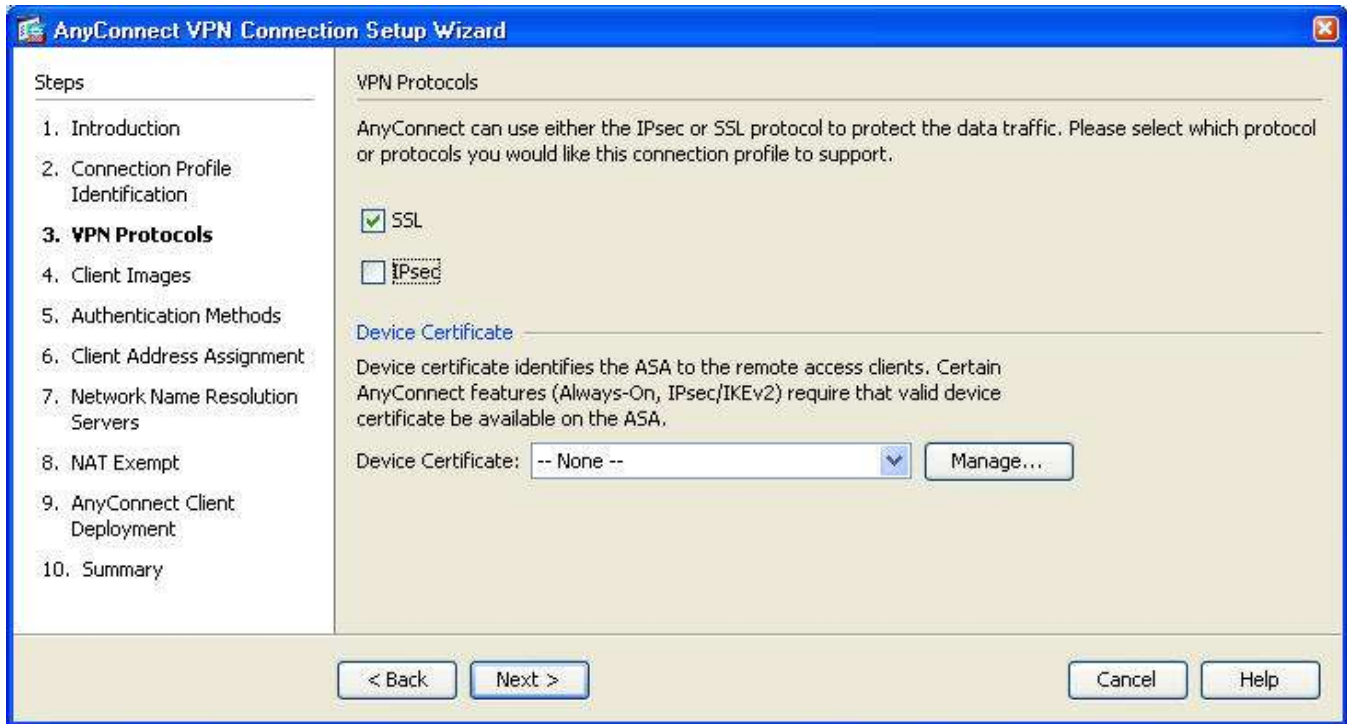 AnyConnect VPN Connection Setup Wizard
Steps
1. Introduction
2. Connection Profile
Identification
3. VPN Protocols
4. Client Images
5. Authentication Methods
6. Client Address Assignment
7. Network Name Resolution
Servers
8. NAT Exempt
9. AnyConnect Client
Deployment
10. Summary
VPN Protocols
AnyConnect can use either the IPsec or SSL protocol to protect the data traffic. Please select which protocol
or protocols you would like this connection profile to support.
SSL
IPsec
Device Certificate
Device certificate identifies the ASA to the remote access clients. Certain
AnyConnect features (Always-On, IPsec/IKEv2) require that valid device
certificate be available on the ASA.
Device Certificate: -- None -- Manage...
< Back Next > Cancel Help